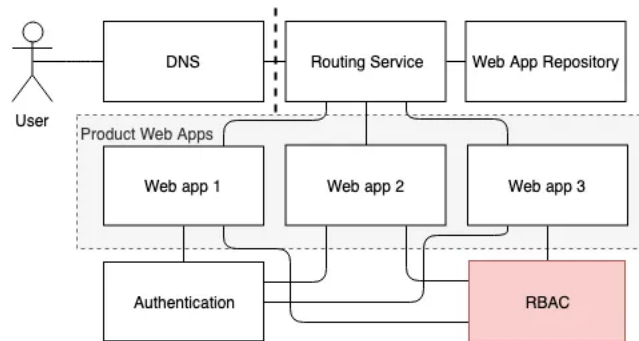 User
DNS
Routing Service
Web App Repository
Product Web Apps
Web app 1
Web app 2
Web app 3
Authentication
RBAC